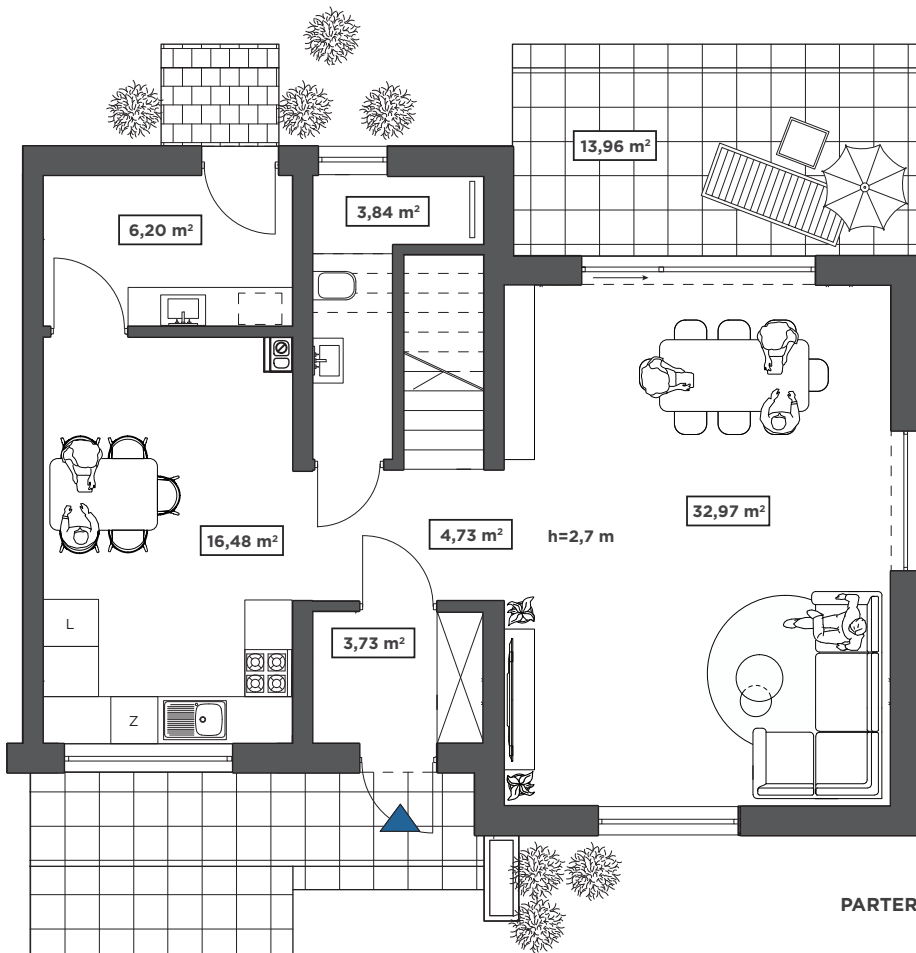 13,96 m²
3,84 m²
6,20 m²
32,97 m²
16,48 m²
4,73 m²
h=2,7 m
L
3,73 m²
Z
PARTER